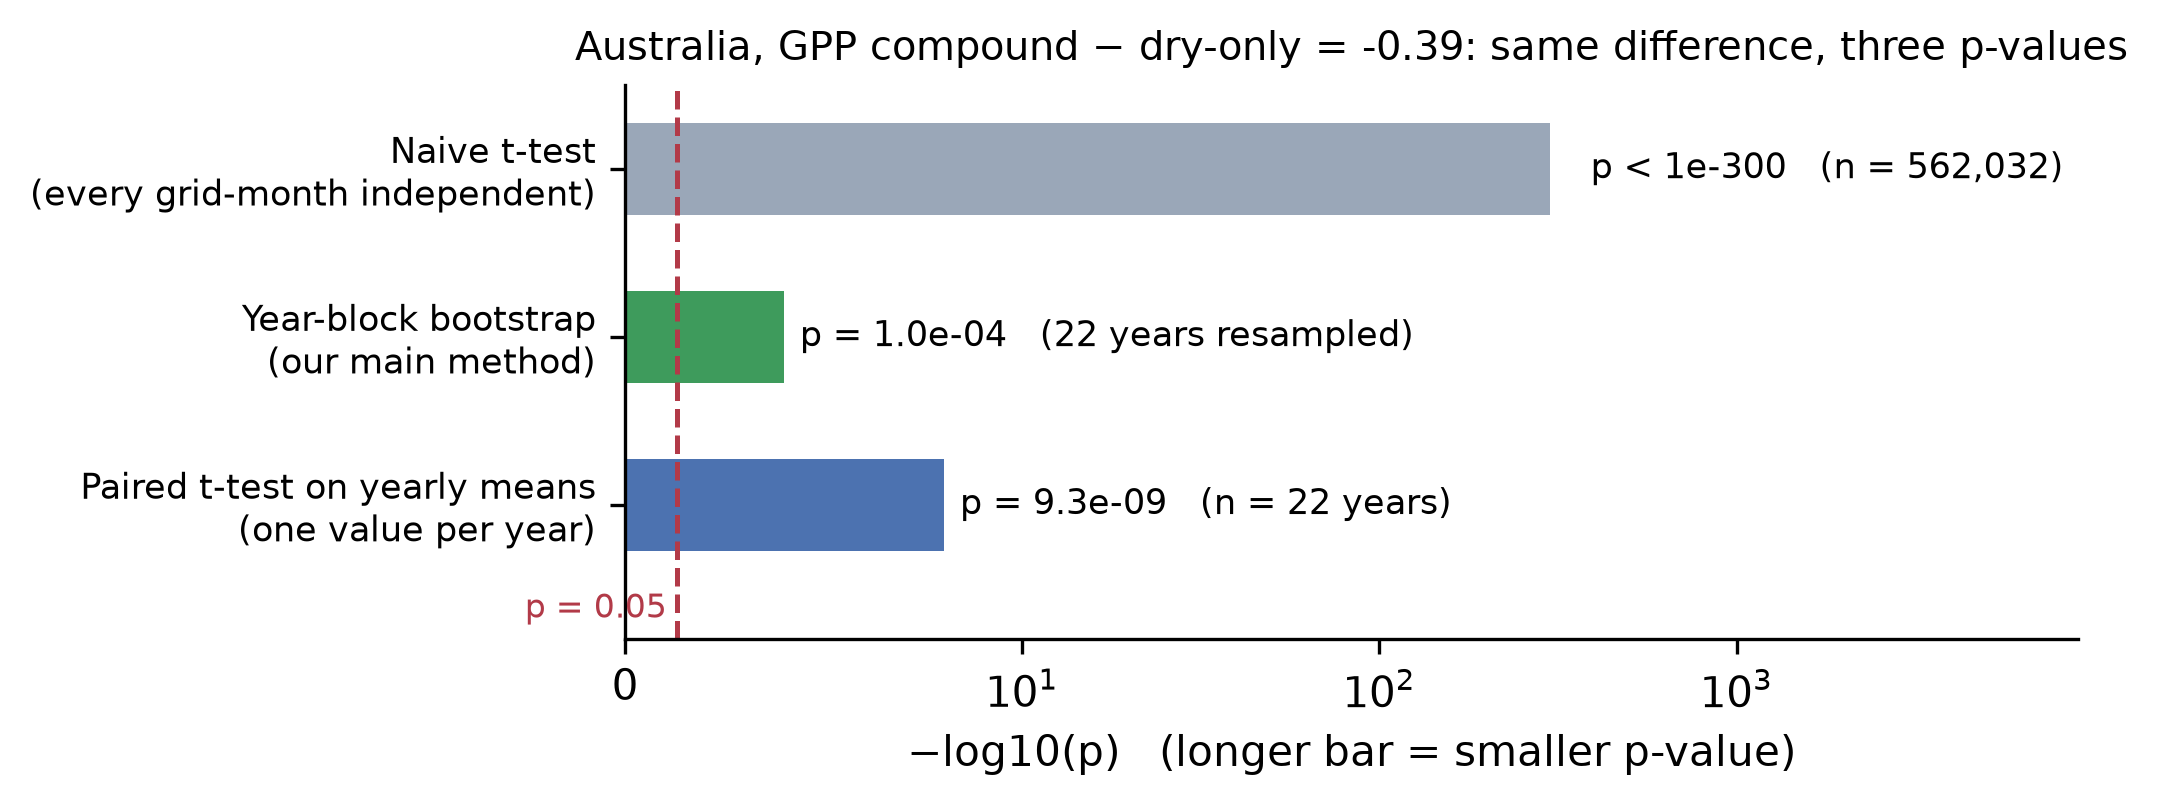 Australia, GPP compound − dry-only = -0.39: same difference, three p-values
Naive t-test
(every grid-month independent)
p < 1e-300   (n = 562,032)
Year-block bootstrap
(our main method)
p = 1.0e-04   (22 years resampled)
Paired t-test on yearly means
(one value per year)
p = 9.3e-09   (n = 22 years)
p = 0.05
0 10¹ 10² 10³
−log10(p)   (longer bar = smaller p-value)